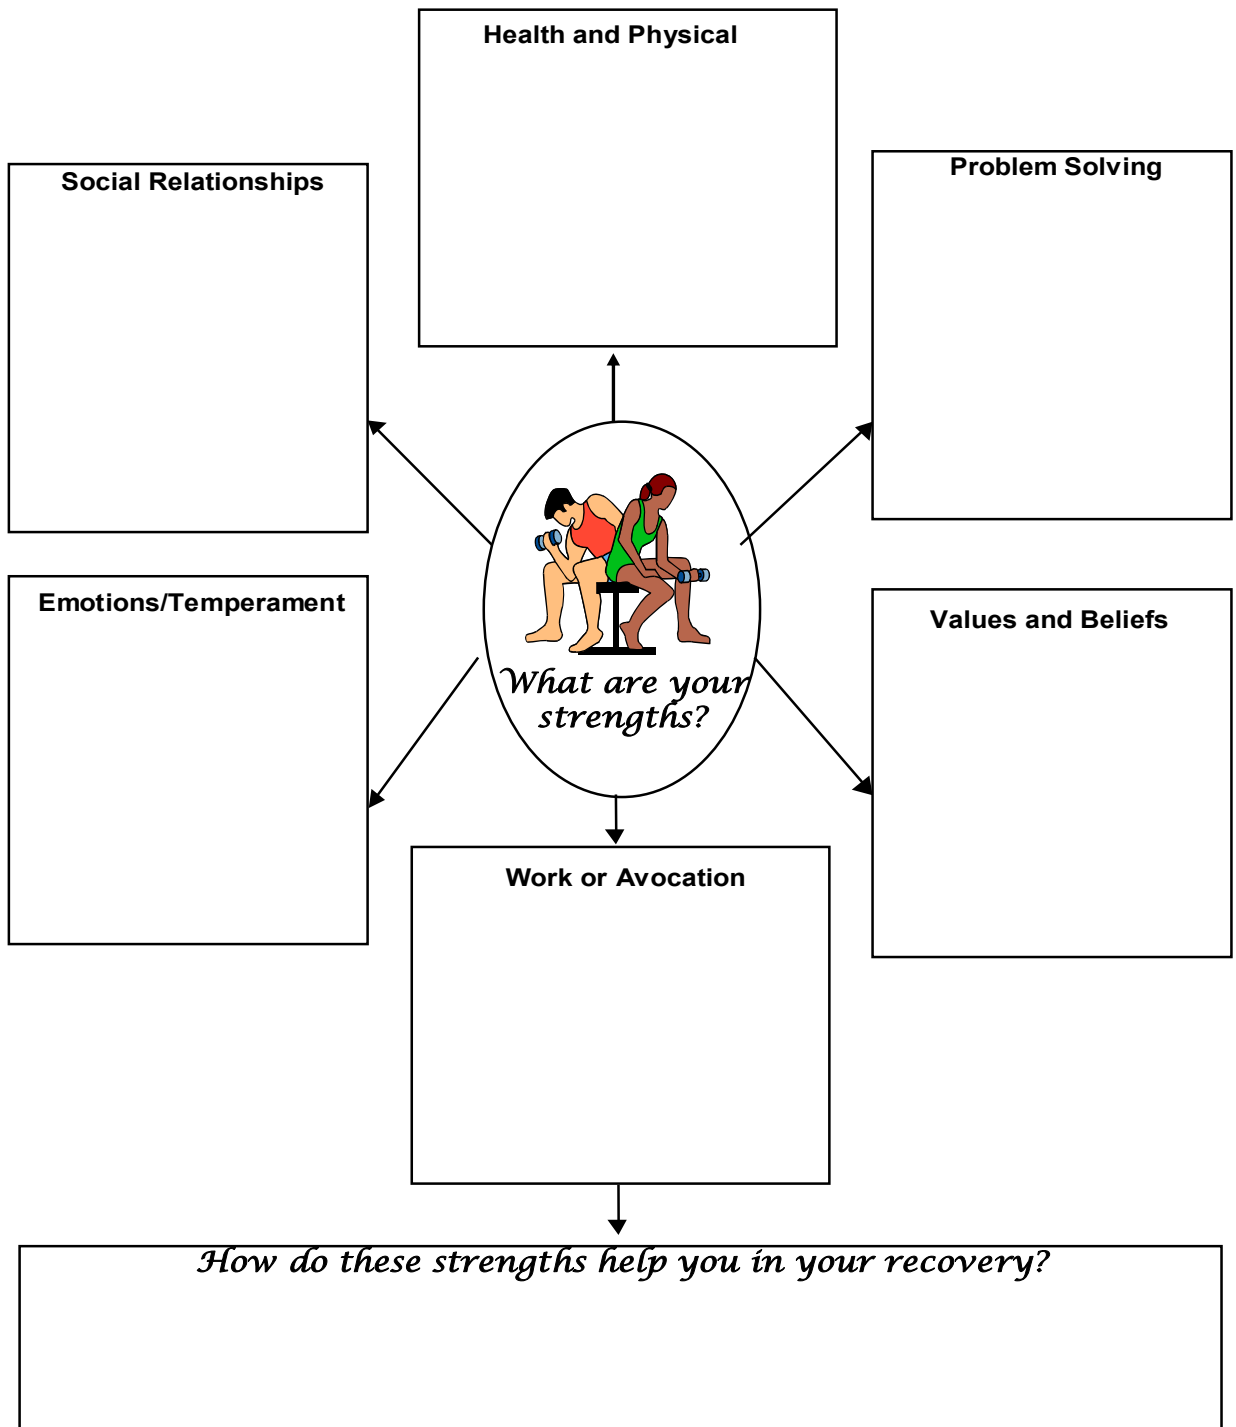 Health and Physical
Social Relationships
Problem Solving
Emotions/Temperament
Values and Beliefs
What are your
strengths?
Work or Avocation
How do these strengths help you in your recovery?